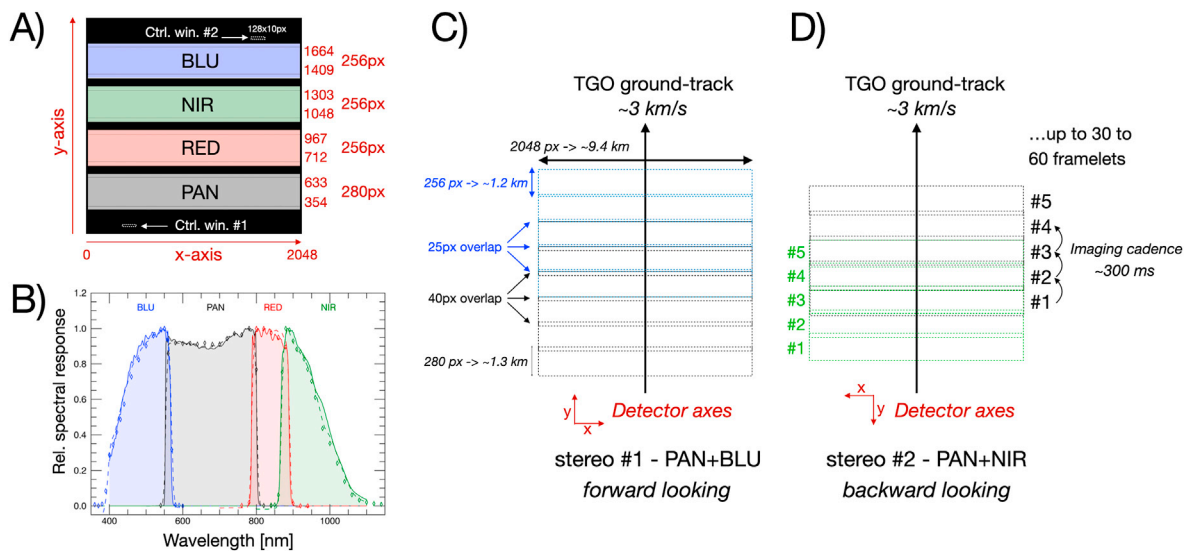 A)
Ctrl. win. #2
128x10px
BLU
1664
1409
256px
NIR
1303
1048
256px
RED
967
712
256px
PAN
633
354
280px
Ctrl. win. #1
y-axis
0
x-axis
2048
B)
BLU
PAN
RED
NIR
Rel. spectral response
1.0
0.8
0.6
0.4
0.2
0.0
400
600
800
1000
Wavelength [nm]
C)
TGO ground-track
~3 km/s
2048 px -> ~9.4 km
256 px -> ~1.2 km
25px overlap
40px overlap
280 px -> ~1.3 km
y
x
Detector axes
stereo #1 - PAN+BLU
forward looking
D)
TGO ground-track
~3 km/s
...up to 30 to
60 framelets
#5
#4
#3
#2
#1
Imaging cadence
~300 ms
#5
#4
#3
#2
#1
x
y
Detector axes
stereo #2 - PAN+NIR
backward looking